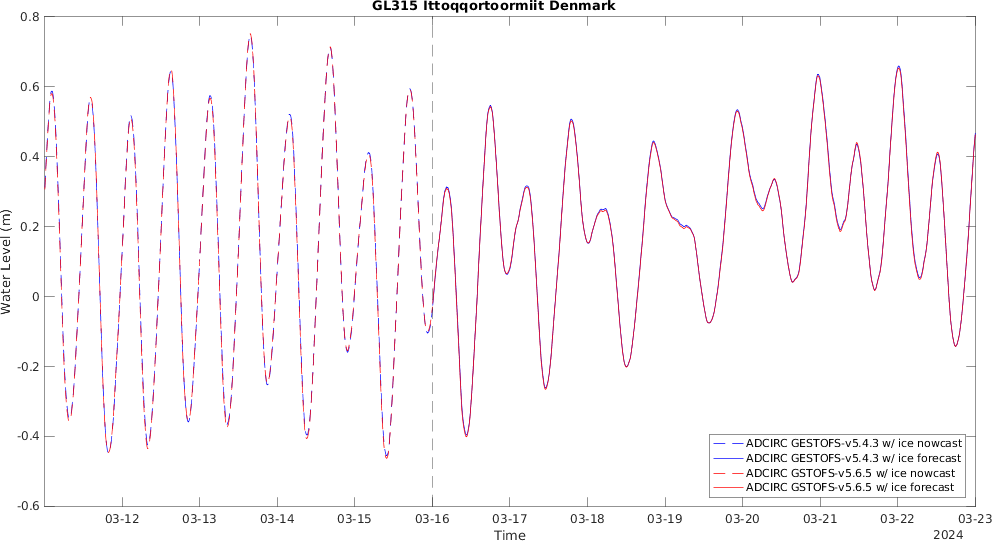 GL315 Ittoqqortoormiit Denmark
0.8
0.6
0.4
0.2
0
-0.2
-0.4
-0.6
Water Level (m)
ADCIRC GESTOFS-v5.4.3 w/ ice nowcast
ADCIRC GESTOFS-v5.4.3 w/ ice forecast
ADCIRC GSTOFS-v5.6.5 w/ ice nowcast
ADCIRC GSTOFS-v5.6.5 w/ ice forecast
03-12 03-13 03-14 03-15 03-16 03-17 03-18 03-19 03-20 03-21 03-22 03-23
Time
2024